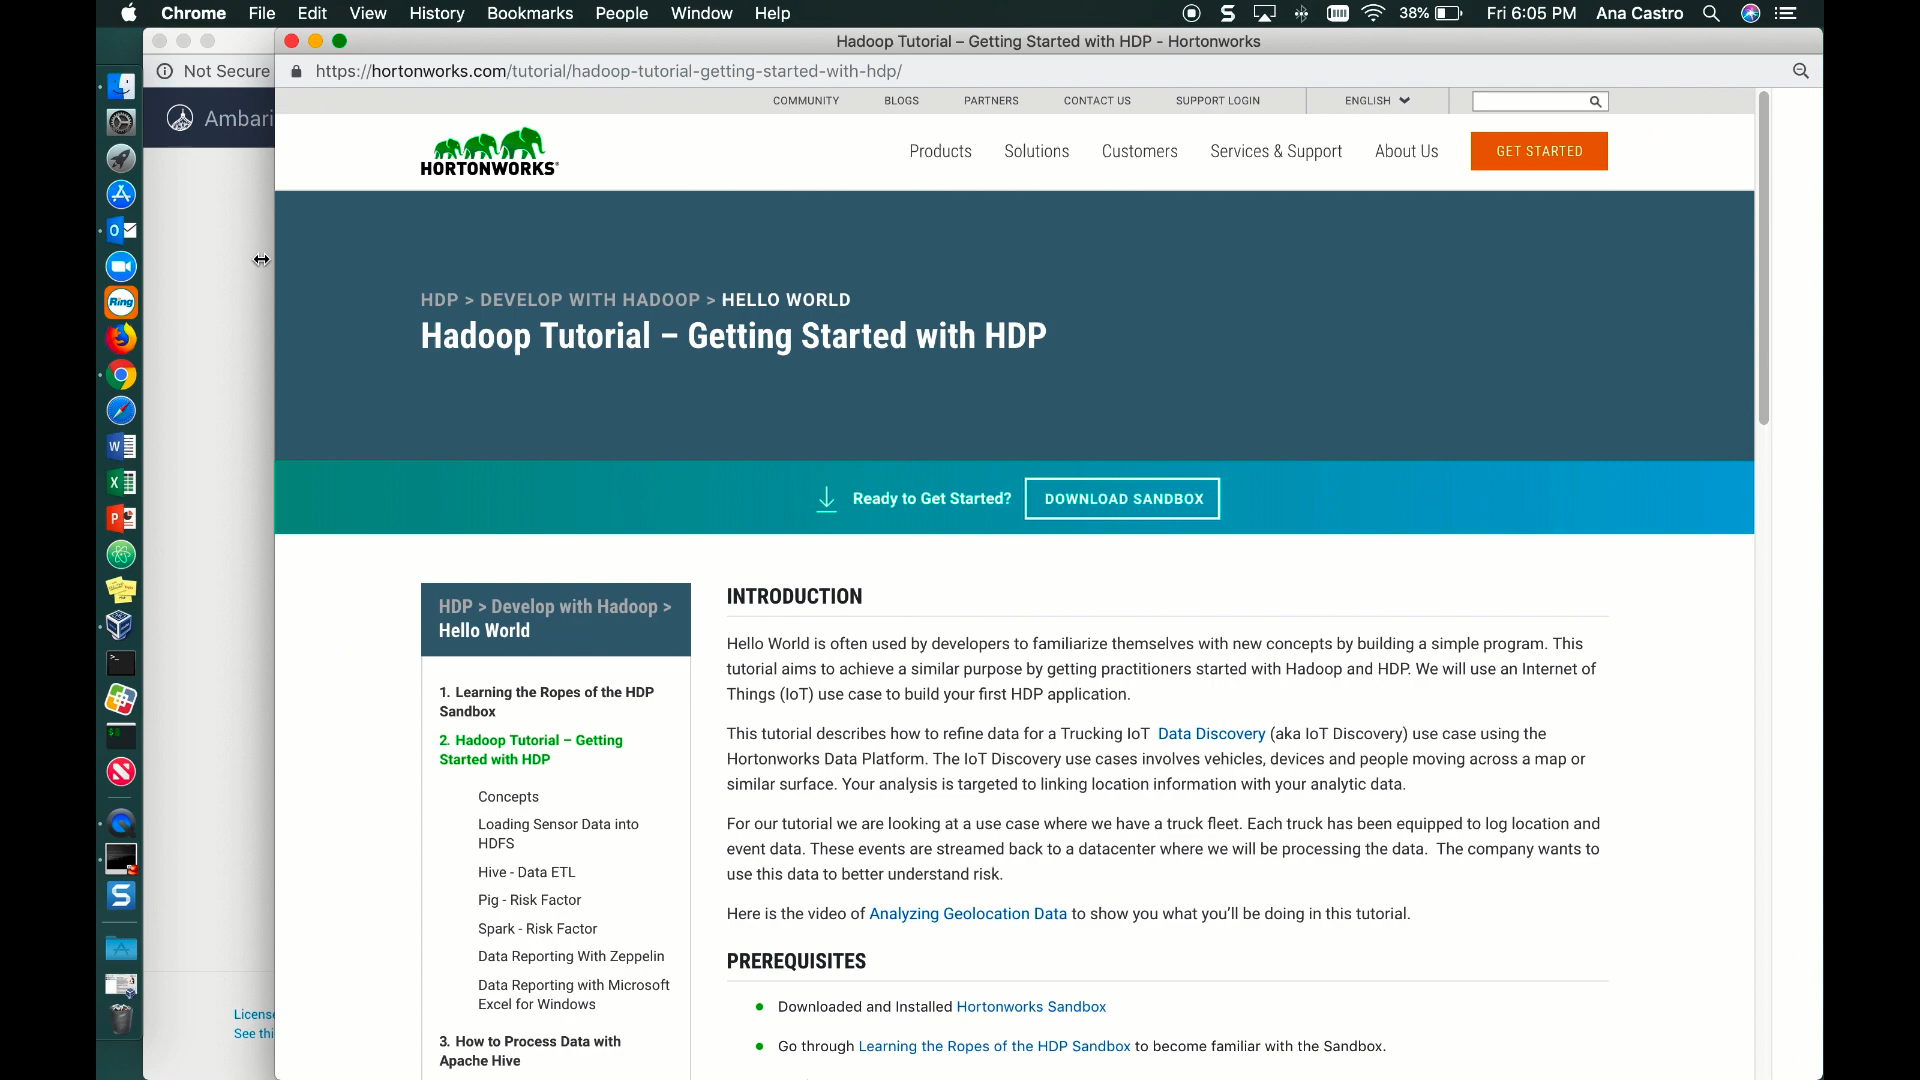 Chrome File Edit View History Bookmarks People Window Help
38% Fri 6:05 PM Ana Castro
Hadoop Tutorial – Getting Started with HDP - Hortonworks
Not Secure
https://hortonworks.com/tutorial/hadoop-tutorial-getting-started-with-hdp/
COMMUNITY BLOGS PARTNERS CONTACT US SUPPORT LOGIN ENGLISH
Ambari
HORTONWORKS
Products Solutions Customers Services & Support About Us GET STARTED
HDP > DEVELOP WITH HADOOP > HELLO WORLD
Hadoop Tutorial – Getting Started with HDP
Ready to Get Started? DOWNLOAD SANDBOX
Ring
HDP > Develop with Hadoop >
Hello World
1. Learning the Ropes of the HDP
Sandbox
2. Hadoop Tutorial – Getting
Started with HDP
Concepts
Loading Sensor Data into
HDFS
Hive - Data ETL
Pig - Risk Factor
Spark - Risk Factor
Data Reporting With Zeppelin
Data Reporting with Microsoft
Excel for Windows
3. How to Process Data with
Apache Hive
INTRODUCTION
Hello World is often used by developers to familiarize themselves with new concepts by building a simple program. This
tutorial aims to achieve a similar purpose by getting practitioners started with Hadoop and HDP. We will use an Internet of
Things (IoT) use case to build your first HDP application.
This tutorial describes how to refine data for a Trucking IoT Data Discovery (aka IoT Discovery) use case using the
Hortonworks Data Platform. The IoT Discovery use cases involves vehicles, devices and people moving across a map or
similar surface. Your analysis is targeted to linking location information with your analytic data.
For our tutorial we are looking at a use case where we have a truck fleet. Each truck has been equipped to log location and
event data. These events are streamed back to a datacenter where we will be processing the data. The company wants to
use this data to better understand risk.
Here is the video of Analyzing Geolocation Data to show you what you'll be doing in this tutorial.
PREREQUISITES
Downloaded and Installed Hortonworks Sandbox
Go through Learning the Ropes of the HDP Sandbox to become familiar with the Sandbox.
License
See thi